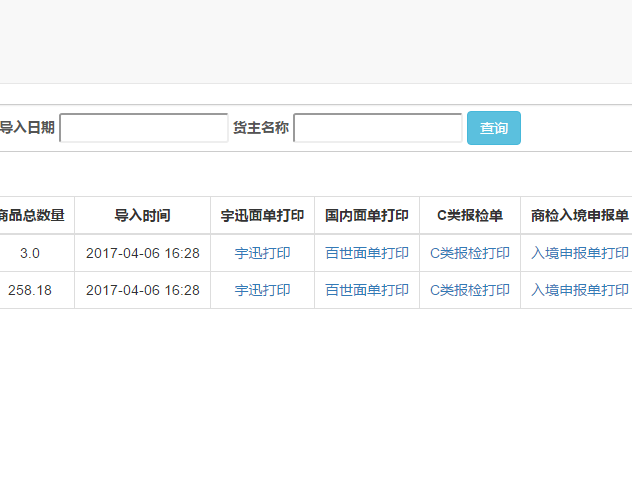 导入日期 货主名称 查询
商品总数量 导入时间 宇迅面单打印 国内面单打印 C类报检单 商检入境申报单
3.0 2017-04-06 16:28 宇迅打印 百世面单打印 C类报检打印 入境申报单打印
258.18 2017-04-06 16:28 宇迅打印 百世面单打印 C类报检打印 入境申报单打印